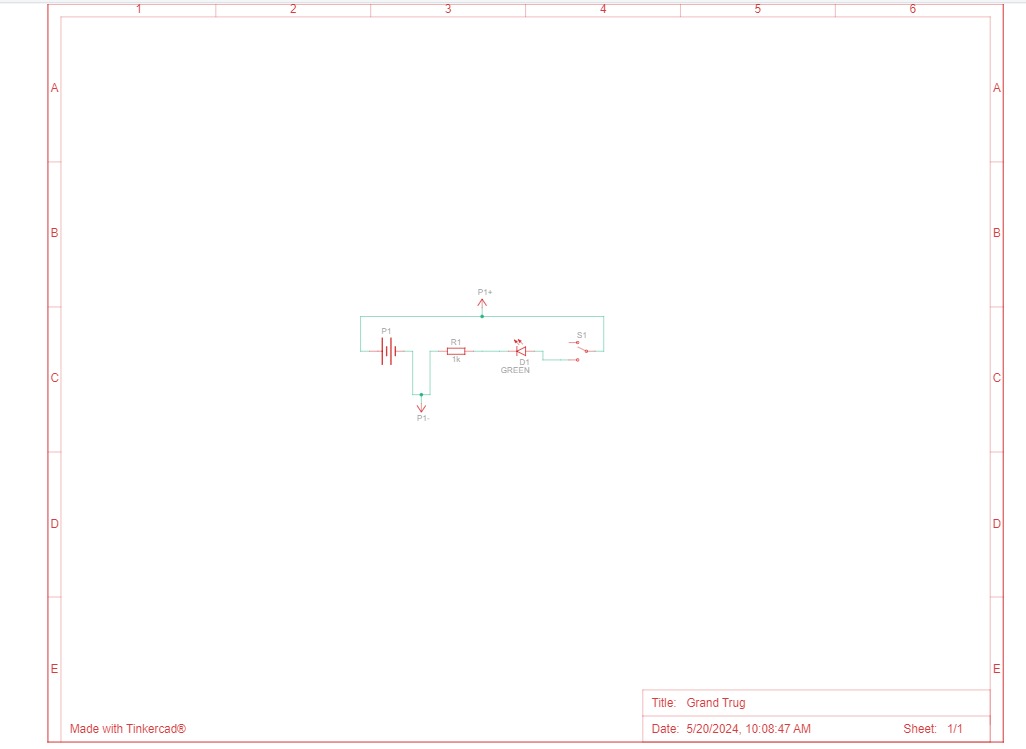 1 2 3 4 5 6
A A
B B
P1+
P1 S1
R1
1k
D1
GREEN
C C
P1-
D D
E E
Title: Grand Trug
Made with Tinkercad® Date: 5/20/2024, 10:08:47 AM Sheet: 1/1